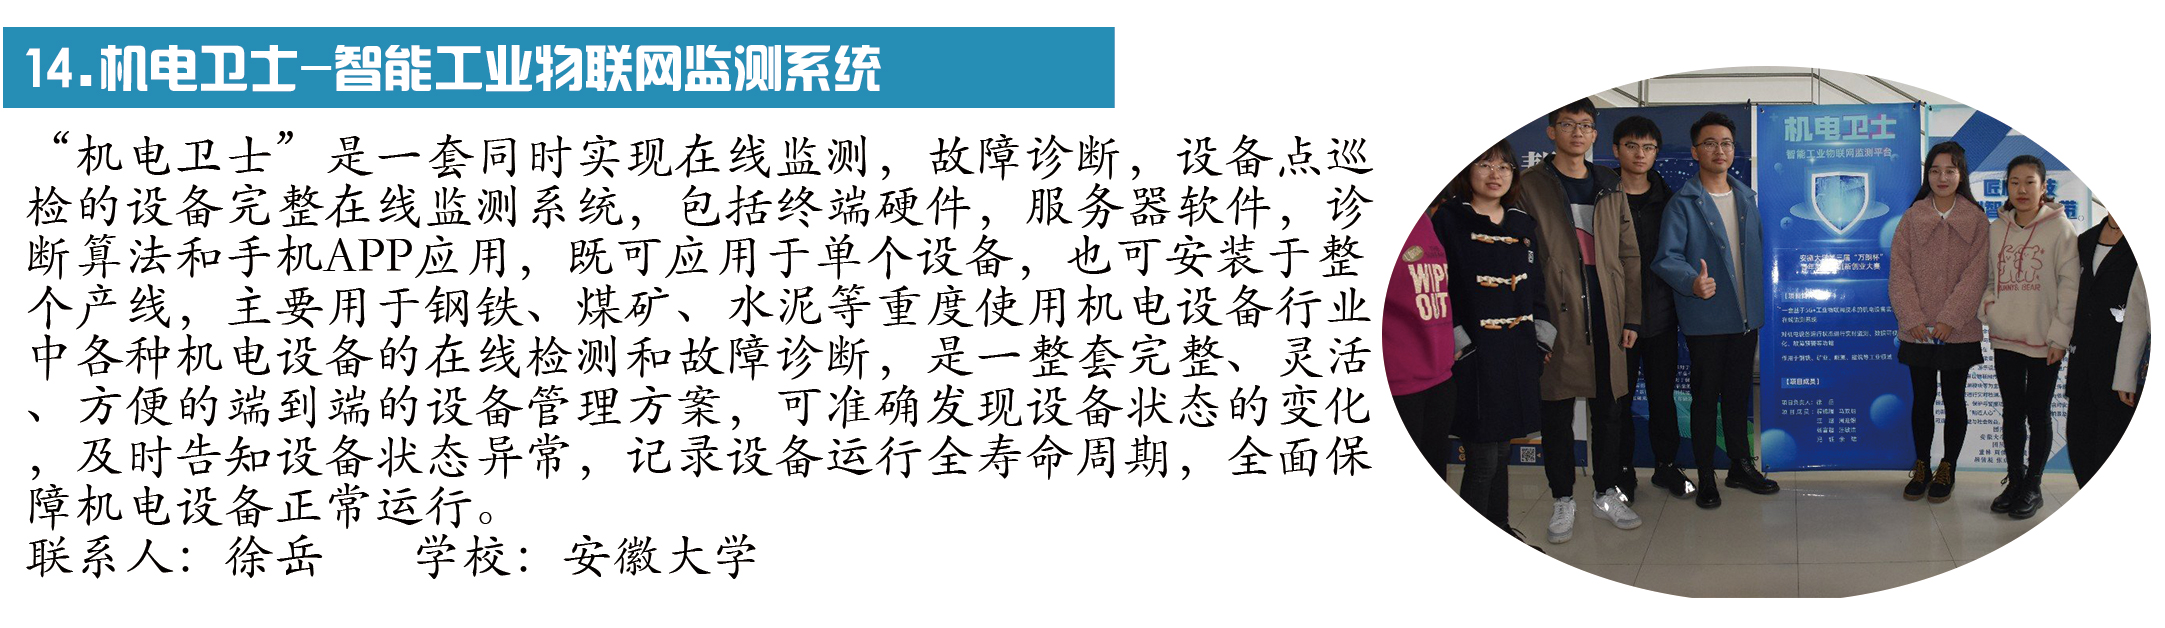 14.机电卫士-智能工业物联网监测系统
“机电卫士”是一套同时实现在线监测，故障诊断，设备点巡
检的设备完整在线监测系统，包括终端硬件，服务器软件，诊
断算法和手机APP应用，既可应用于单个设备，也可安装于整
个产线，主要用于钢铁、煤矿、水泥等重度使用机电设备行业
中各种机电设备的在线检测和故障诊断，是一整套完整、灵活
、方便的端到端的设备管理方案，可准确发现设备状态的变化
，及时告知设备状态异常，记录设备运行全寿命周期，全面保
障机电设备正常运行。
联系人：徐岳 学校：安徽大学
机电卫士
智能工业物联网监测平台
【项目成员】
WIPE
OUT